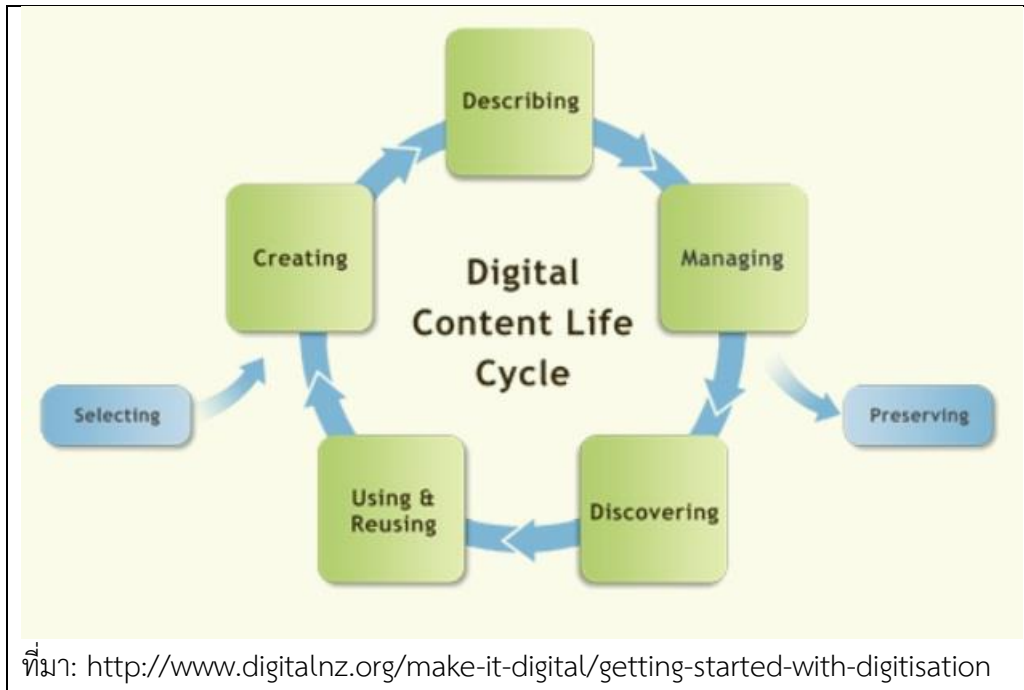 Describing
Creating
Managing
Digital
Content Life
Cycle
Selecting
Preserving
Using &
Reusing
Discovering
ที่มา: http://www.digitalnz.org/make-it-digital/getting-started-with-digitisation